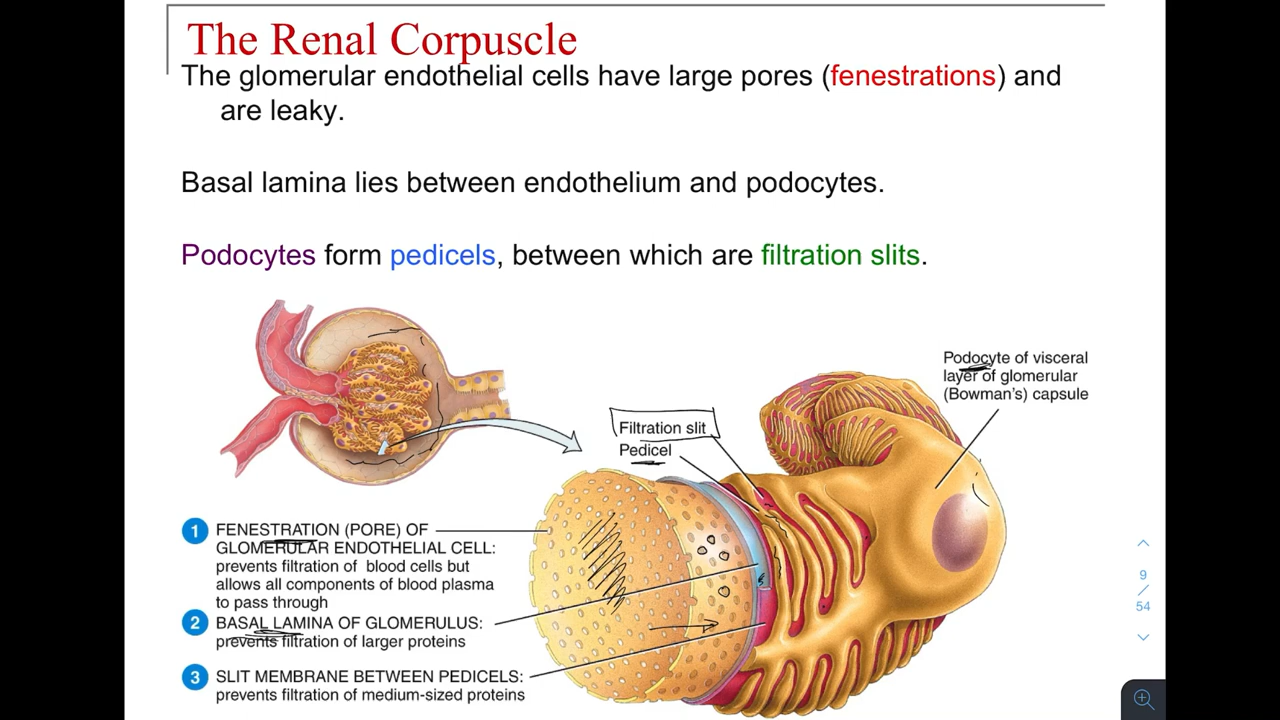 The Renal Corpuscle
The glomerular endothelial cells have large pores (fenestrations) and
are leaky.
Basal lamina lies between endothelium and podocytes.
Podocytes form pedicels, between which are filtration slits.
Podocyte of visceral
layer of glomerular
(Bowman's) capsule
Filtration slit
Pedicel
1 FENESTRATION (PORE) OF
GLOMERULAR ENDOTHELIAL CELL:
prevents filtration of blood cells but
allows all components of blood plasma
to pass through
2 BASAL LAMINA OF GLOMERULUS:
prevents filtration of larger proteins
3 SLIT MEMBRANE BETWEEN PEDICELS:
prevents filtration of medium-sized proteins
9
/
54